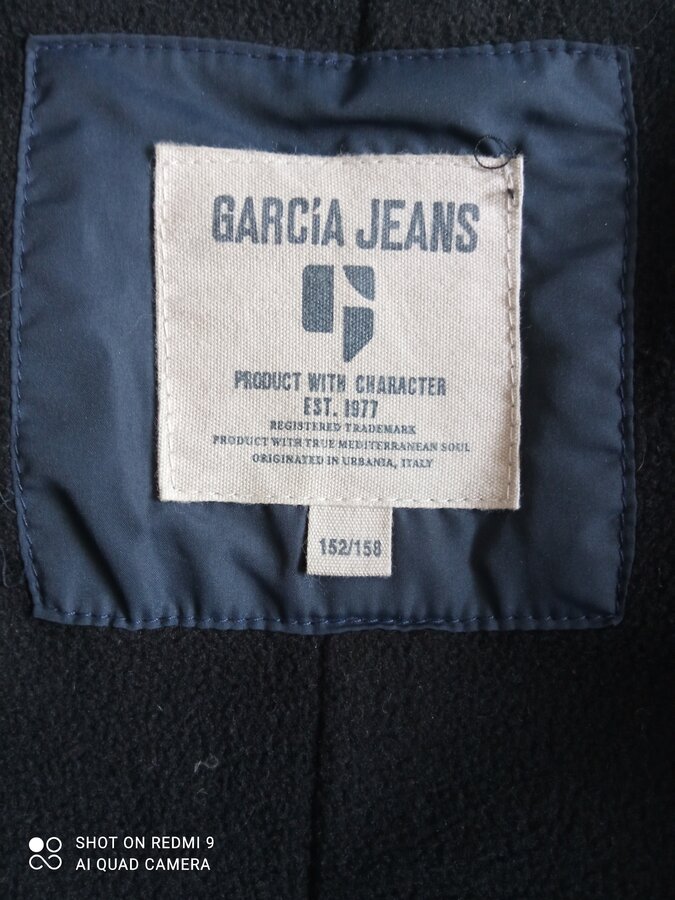 GARCíA JEANS
PRODUCT WITH CHARACTER
EST. 1977
REGISTERED TRADEMARK
PRODUCT WITH TRUE MEDITERRANEAN SOUL
ORIGINATED IN URBANIA, ITALY
152/158
SHOT ON REDMI 9
AI QUAD CAMERA